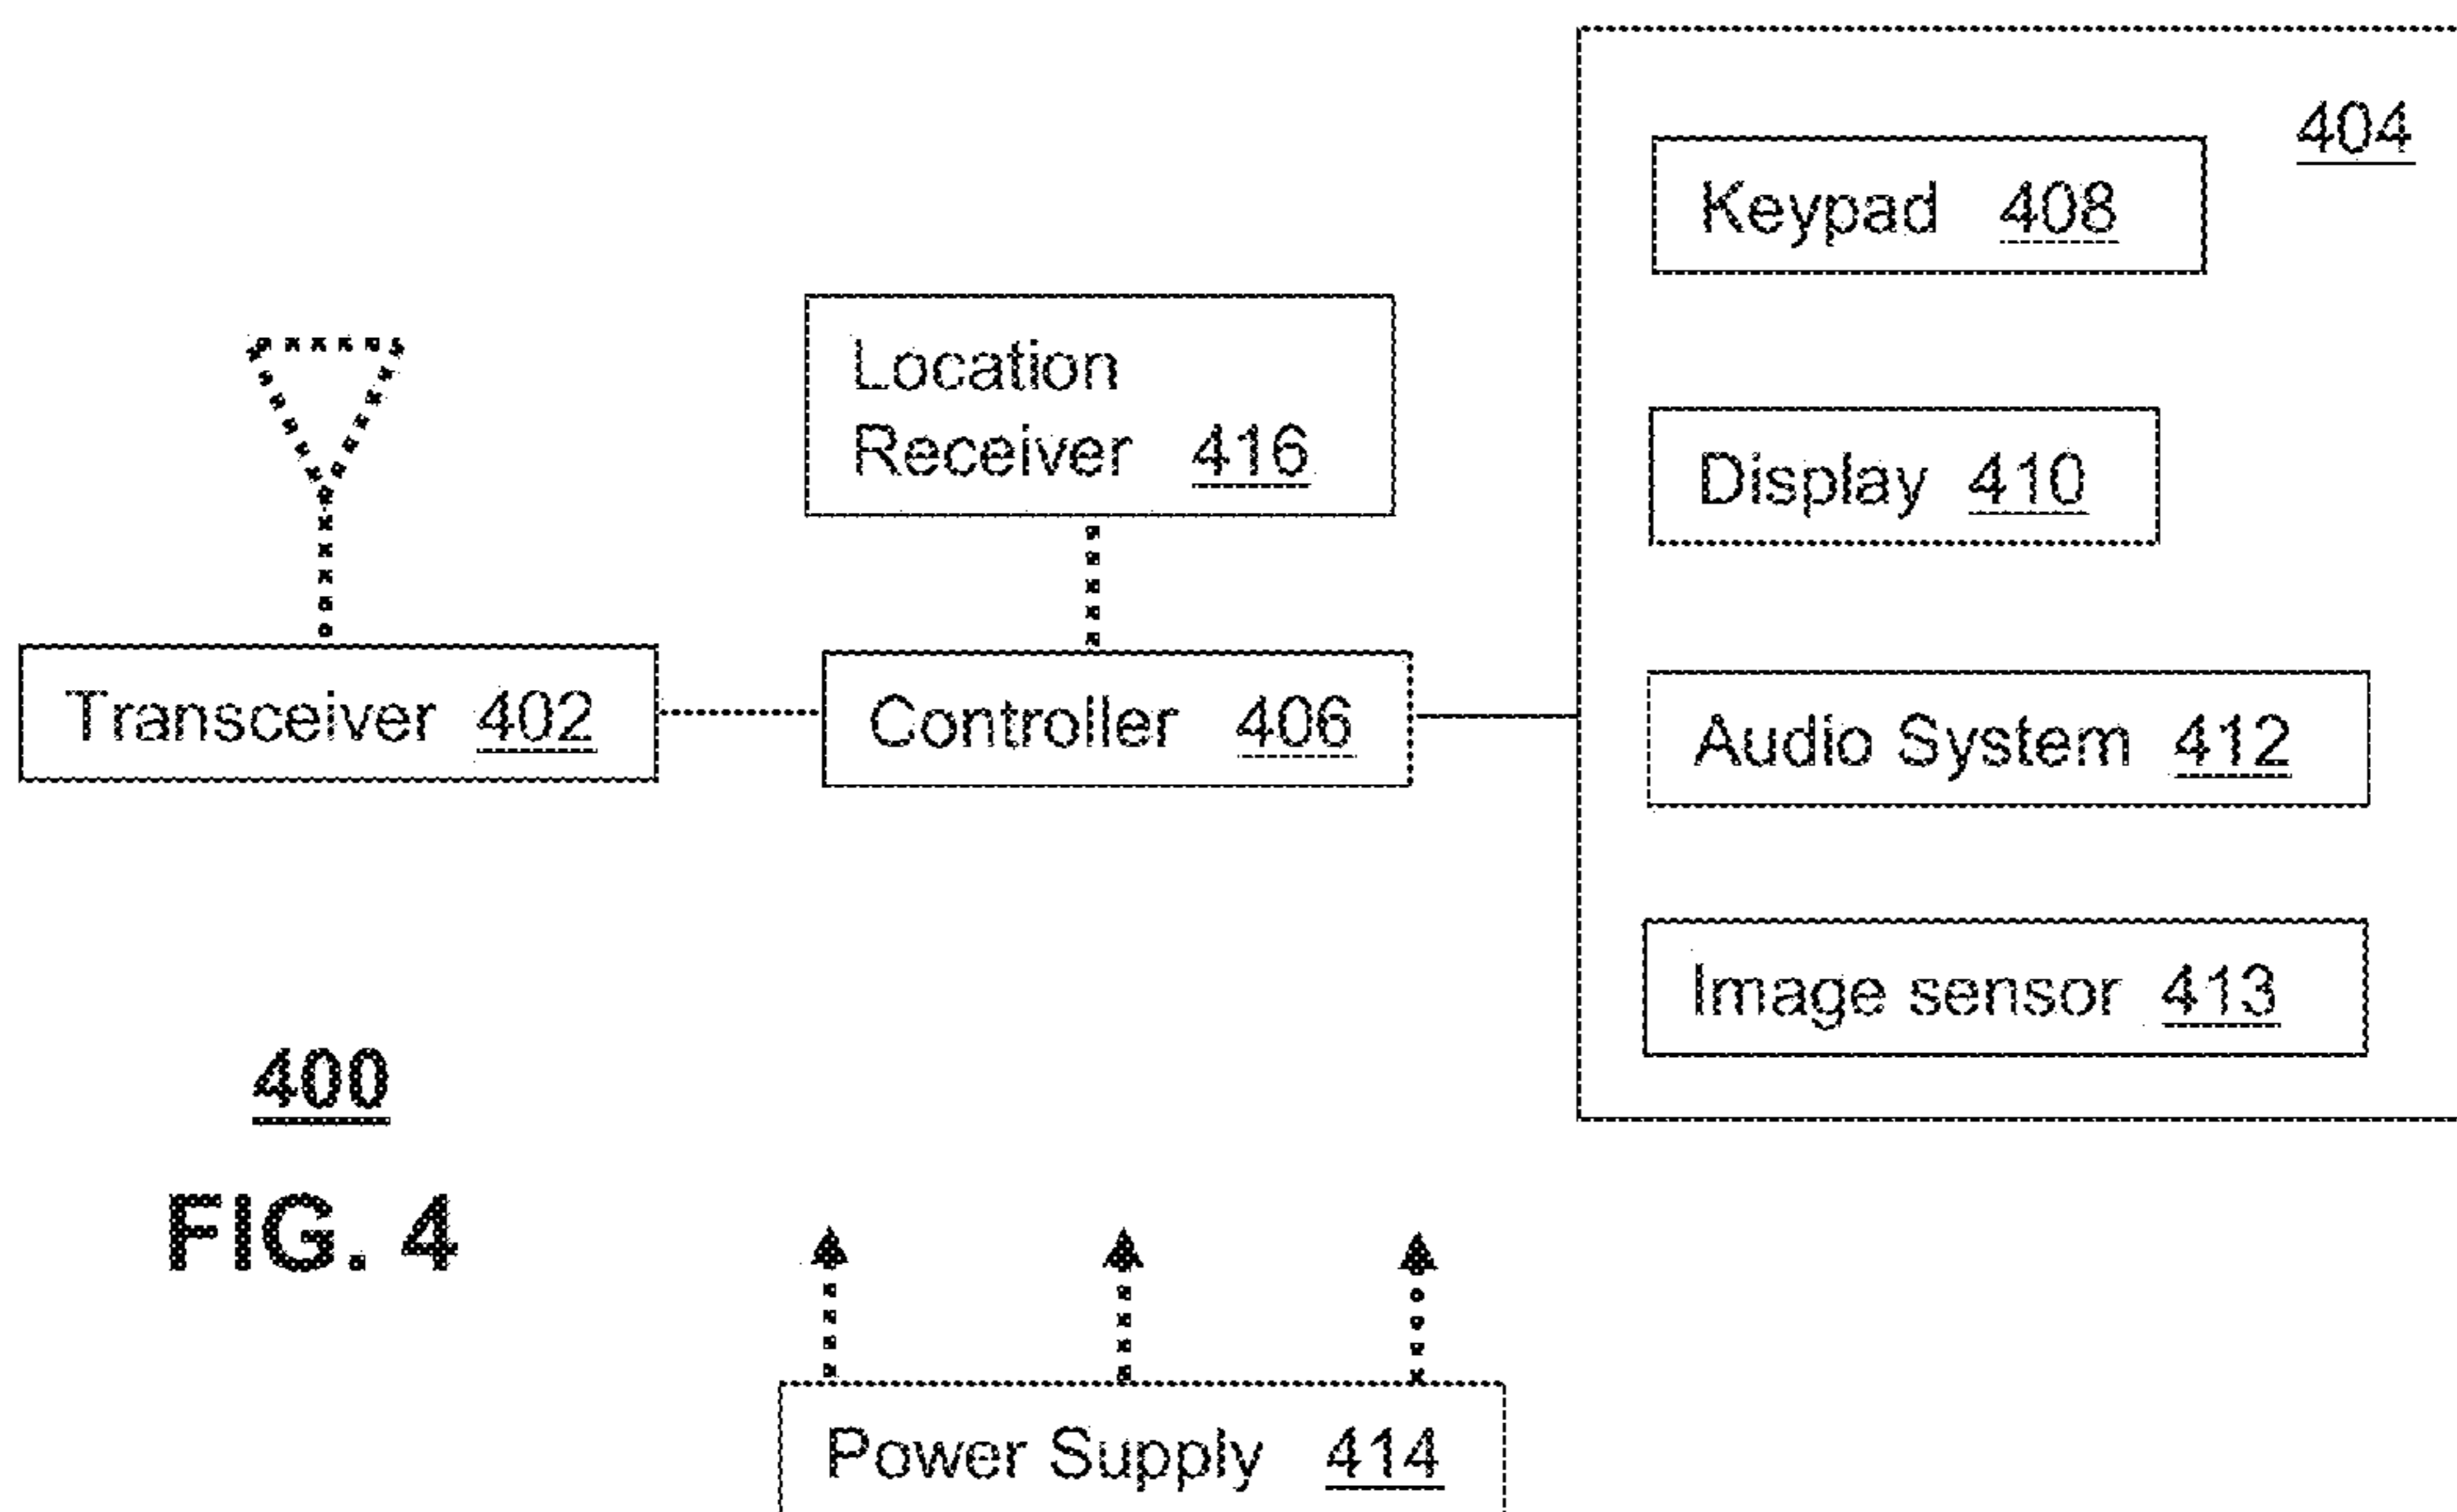 404
Keypad 408
Location
Receiver 416
Display 410
Transceiver 402
Controller 406
Audio System 412
Image sensor 413
400
FIG. 4
Power Supply 414